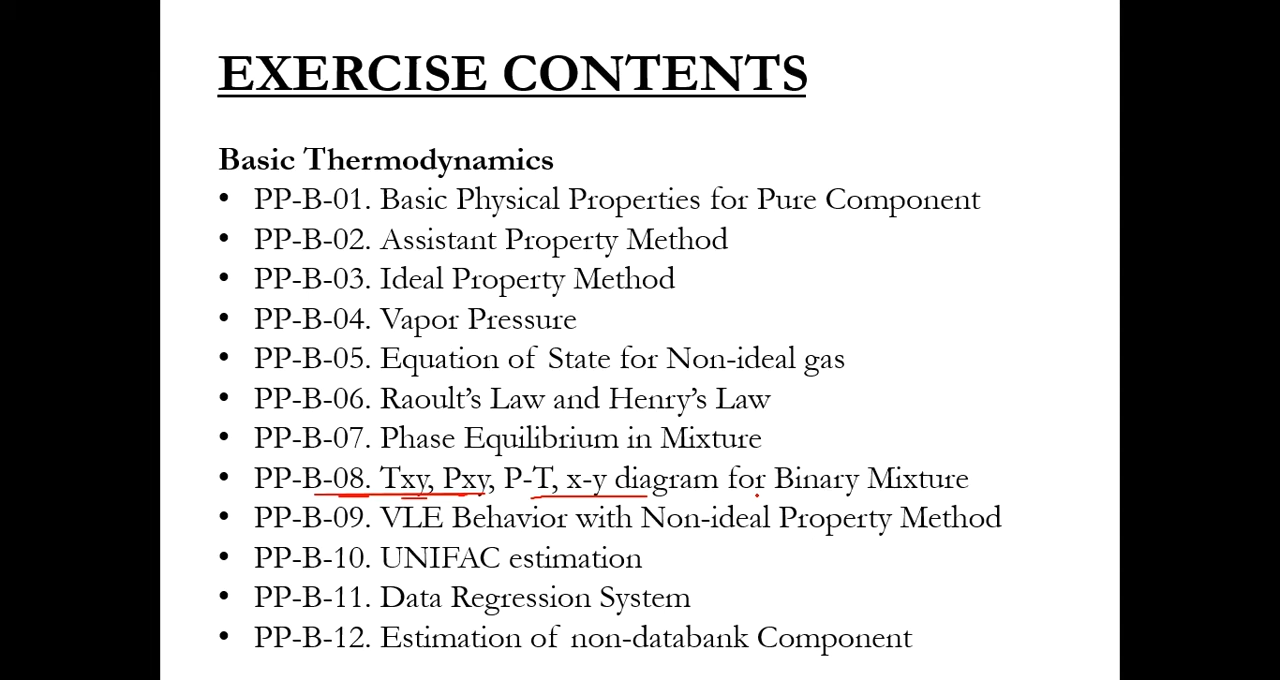 EXERCISE CONTENTS
Basic Thermodynamics
• PP-B-01. Basic Physical Properties for Pure Component
• PP-B-02. Assistant Property Method
• PP-B-03. Ideal Property Method
• PP-B-04. Vapor Pressure
• PP-B-05. Equation of State for Non-ideal gas
• PP-B-06. Raoult’s Law and Henry’s Law
• PP-B-07. Phase Equilibrium in Mixture
• PP-B-08. Txy, Pxy, P-T, x-y diagram for Binary Mixture
• PP-B-09. VLE Behavior with Non-ideal Property Method
• PP-B-10. UNIFAC estimation
• PP-B-11. Data Regression System
• PP-B-12. Estimation of non-databank Component